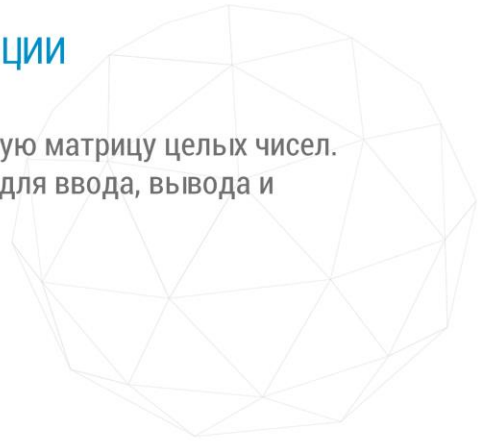 ции
ую матрицу целых чисел.
для ввода, вывода и